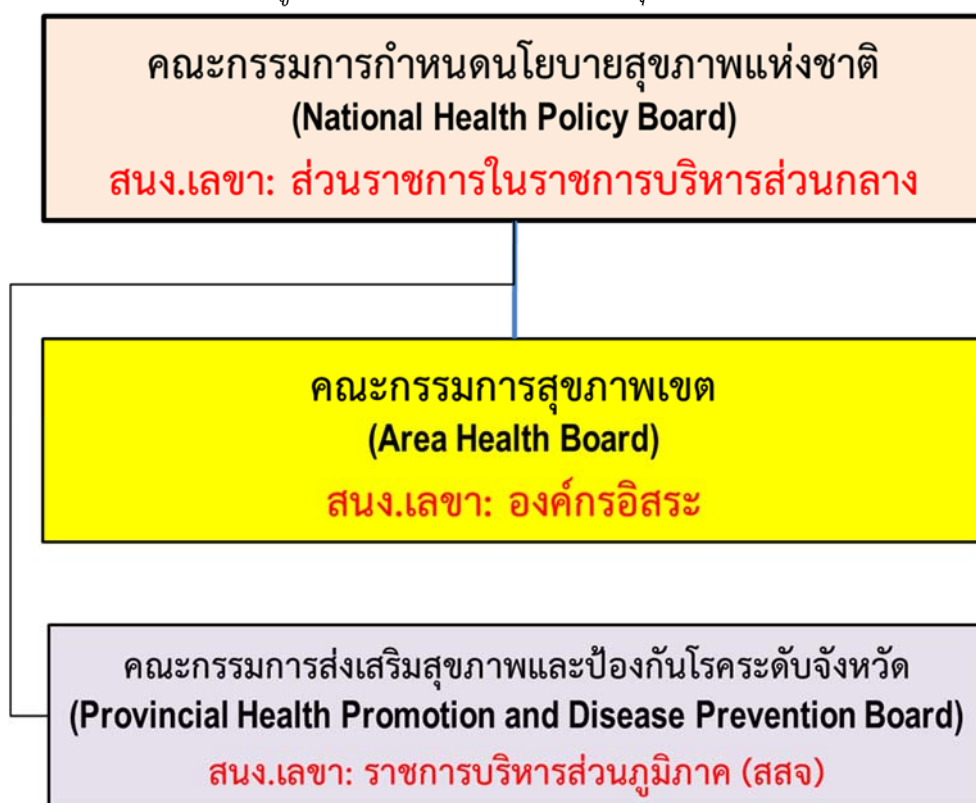 คณะกรรมการกำหนดนโยบายสุขภาพแห่งชาติ
(National Health Policy Board)
สนง.เลขา: ส่วนราชการในราชการบริหารส่วนกลาง
คณะกรรมการสุขภาพเขต
(Area Health Board)
สนง.เลขา: องค์กรอิสระ
คณะกรรมการส่งเสริมสุขภาพและป้องกันโรคระดับจังหวัด
(Provincial Health Promotion and Disease Prevention Board)
สนง.เลขา: ราชการบริหารส่วนภูมิภาค (สสจ)